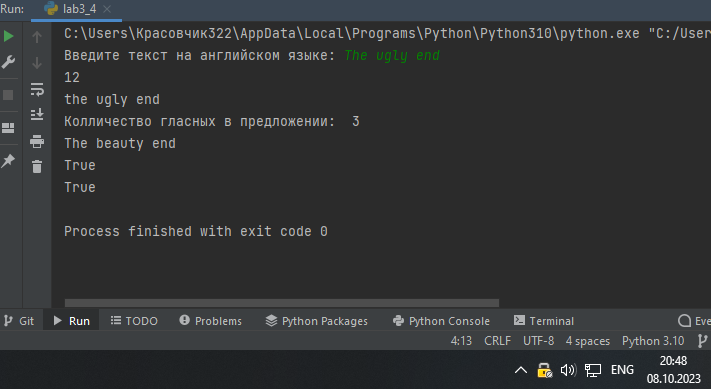 Run: lab3_4
C:\Users\Красовчик322\AppData\Local\Programs\Python\Python310\python.exe "C:/User
Введите текст на английском языке: The ugly end
12
the ugly end
Колличество гласных в предложении:  3
The beauty end
True
True
Process finished with exit code 0
Git Run TODO Problems Python Packages Python Console Terminal Eve
4:13 CRLF UTF-8 4 spaces Python 3.10
ENG 20:48
08.10.2023